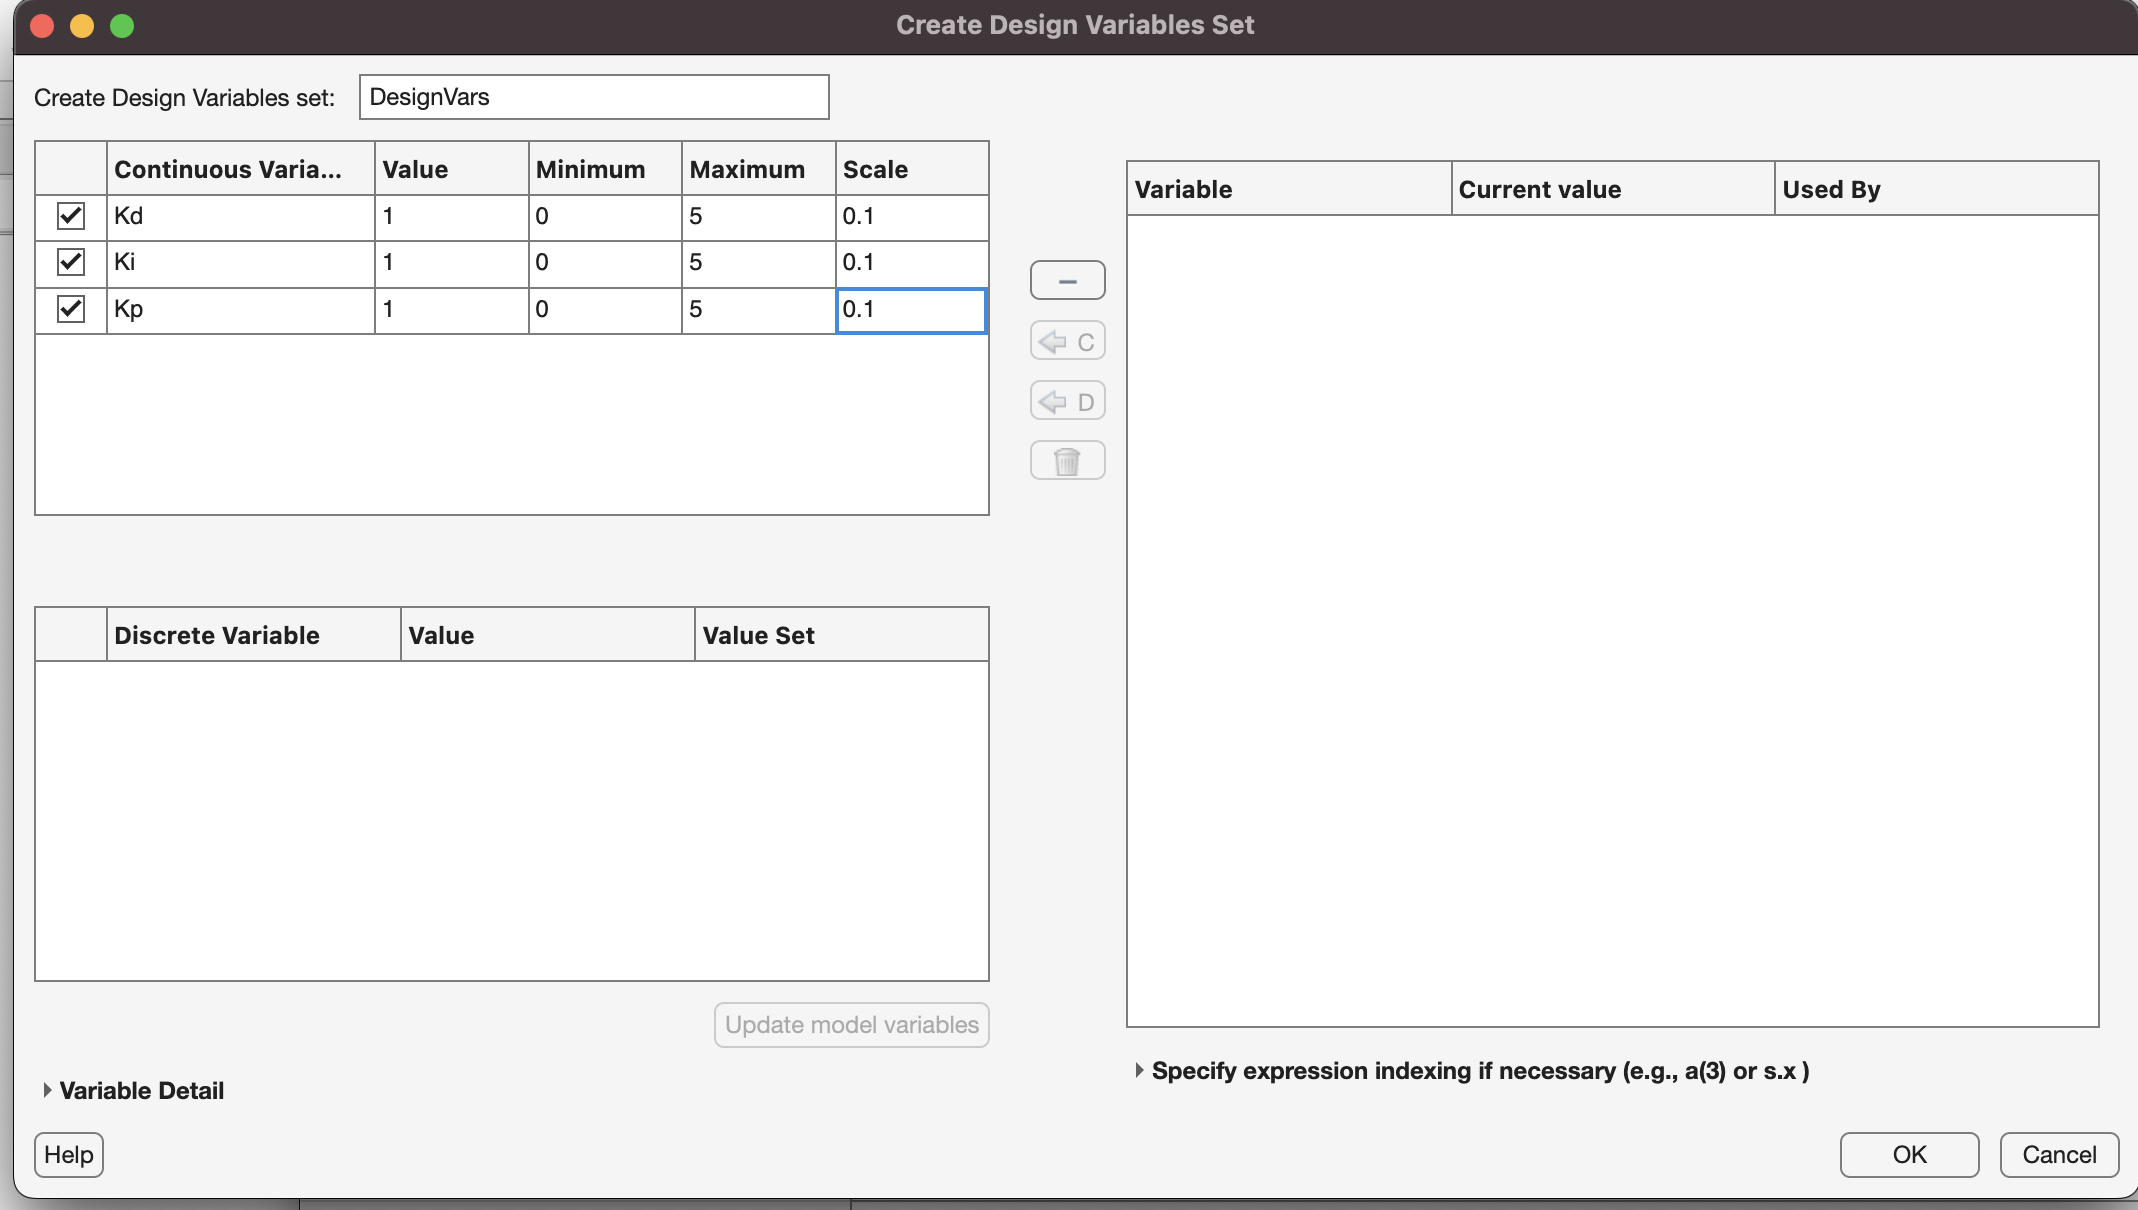 Create Design Variables Set
Create Design Variables set: DesignVars
Continuous Varia... Value Minimum Maximum Scale
Kd 1 0 5 0.1
Ki 1 0 5 0.1
Kp 1 0 5 0.1
Discrete Variable Value Value Set
Update model variables
Variable Detail
Help
C
D
Variable Current value Used By
Specify expression indexing if necessary (e.g., a(3) or s.x )
OK Cancel